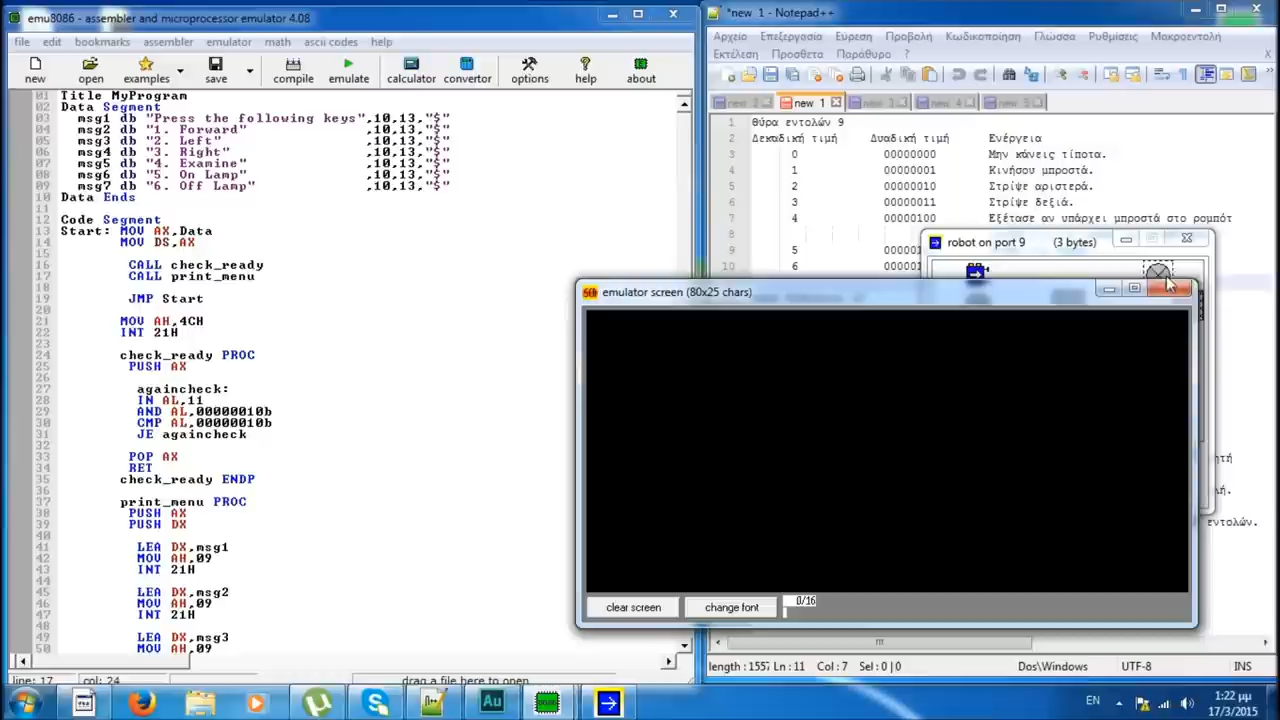 emu8086 - assembler and microprocessor emulator 4.08
file edit bookmarks assembler emulator math ascii codes help
new open examples save compile emulate calculator convertor options help about
01 Title MyProgram
02 Data Segment
03 msg1 db "Press the following keys",10,13,"$"
04 msg2 db "1. Forward" ,10,13,"$"
05 msg3 db "2. Left" ,10,13,"$"
06 msg4 db "3. Right" ,10,13,"$"
07 msg5 db "4. Examine" ,10,13,"$"
08 msg6 db "5. On Lamp" ,10,13,"$"
09 msg7 db "6. Off Lamp" ,10,13,"$"
10 Data Ends
11
12 Code Segment
13 Start: MOV AX,Data
14 MOV DS,AX
15
16 CALL check_ready
17 CALL print_menu
18
19 JMP Start
20
21 MOV AH,4CH
22 INT 21H
23
24 check_ready PROC
25 PUSH AX
26
27 againcheck:
28 IN AL,11
29 AND AL,00000010b
30 CMP AL,00000010b
31 JE againcheck
32
33 POP AX
34 RET
35 check_ready ENDP
36
37 print_menu PROC
38 PUSH AX
39 PUSH DX
40
41 LEA DX,msg1
42 MOV AH,09
43 INT 21H
44
45 LEA DX,msg2
46 MOV AH,09
47 INT 21H
48
49 LEA DX,msg3
50 MOV AH,09
line: 17 col: 24 drag a file here to open
*new 1 - Notepad++
Αρχείο Επεξεργασία Εύρεση Προβολή Κωδικοποίηση Γλώσσα Ρυθμίσεις Μακροεντολή
Εκτέλεση Πρόσθετα Παράθυρο ? X
new 2 new 1 new 3 new 4 new 5
1 Θύρα εντολών 9
2 Δεκαδική τιμή Δυαδική τιμή Ενέργεια
3 0 00000000 Μην κάνεις τίποτα.
4 1 00000001 Κινήσου μπροστά.
5 2 00000010 Στρίψε αριστερά.
6 3 00000011 Στρίψε δεξιά.
7 4 00000100 Εξέτασε αν υπάρχει μπροστά στο ρομπότ
8
9 5
10 6
robot on port 9 (3 bytes)
emulator screen (80x25 chars)
clear screen change font 0/16
εντολών.
length : 1557 Ln : 11 Col : 7 Sel : 0 | 0 Dos\Windows UTF-8 INS
EN 1:22 μμ
17/3/2015